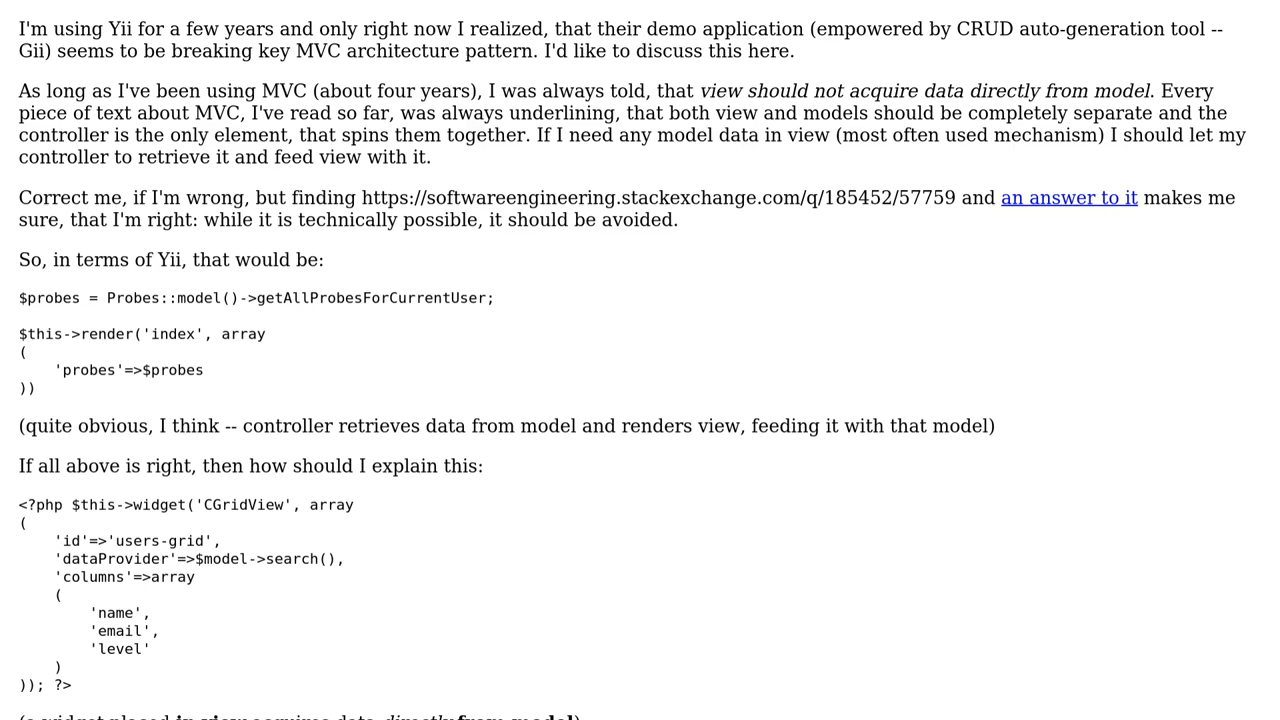 I'm using Yii for a few years and only right now I realized, that their demo application (empowered by CRUD auto-generation tool --
Gii) seems to be breaking key MVC architecture pattern. I'd like to discuss this here.
As long as I've been using MVC (about four years), I was always told, that view should not acquire data directly from model. Every
piece of text about MVC, I've read so far, was always underlining, that both view and models should be completely separate and the
controller is the only element, that spins them together. If I need any model data in view (most often used mechanism) I should let my
controller to retrieve it and feed view with it.
Correct me, if I'm wrong, but finding https://softwareengineering.stackexchange.com/q/185452/57759 and an answer to it makes me
sure, that I'm right: while it is technically possible, it should be avoided.
So, in terms of Yii, that would be:
$probes = Probes::model()->getAllProbesForCurrentUser;
$this->render('index', array
(
    'probes'=>$probes
))
(quite obvious, I think -- controller retrieves data from model and renders view, feeding it with that model)
If all above is right, then how should I explain this:
<?php $this->widget('CGridView', array
(
    'id'=>'users-grid',
    'dataProvider'=>$model->search(),
    'columns'=>array
    (
        'name',
        'email',
        'level'
    )
)); ?>
(a widget placed in view acquires data directly from model)